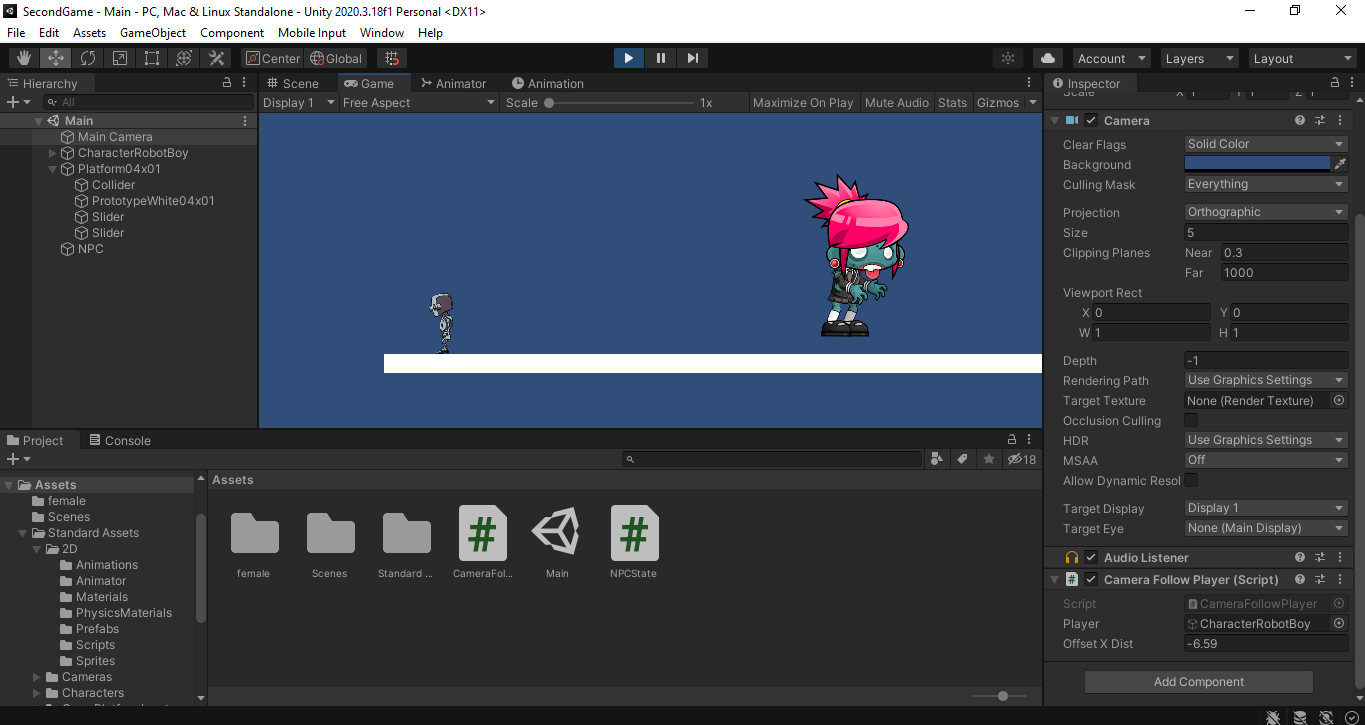 SecondGame - Main - PC, Mac & Linux Standalone - Unity 2020.3.18f1 Personal <DX11>
File Edit Assets GameObject Component Mobile Input Window Help
Center Global Account Layers Layout
Hierarchy
All
Main
Main Camera
CharacterRobotBoy
Platform04x01
Collider
PrototypeWhite04x01
Slider
Slider
NPC
Scene Game Animator Animation
Display 1 Free Aspect Scale 1x Maximize On Play Mute Audio Stats Gizmos
Inspector
Scale X 1 Y 1 Z 1
Camera
Clear Flags Solid Color
Background
Culling Mask Everything
Projection Orthographic
Size 5
Clipping Planes Near 0.3
Far 1000
Viewport Rect
X 0 Y 0
W 1 H 1
Depth -1
Rendering Path Use Graphics Settings
Target Texture None (Render Texture)
Occlusion Culling
HDR Use Graphics Settings
MSAA Off
Allow Dynamic Resol
Target Display Display 1
Target Eye None (Main Display)
Audio Listener
Camera Follow Player (Script)
Script CameraFollowPlayer
Player CharacterRobotBoy
Offset X Dist -6.59
Add Component
Project Console
18
Assets
female
Scenes
Standard Assets
2D
Animations
Animator
Materials
PhysicsMaterials
Prefabs
Scripts
Sprites
Cameras
Characters
Assets
female Scenes Standard ... CameraFol... Main NPCState